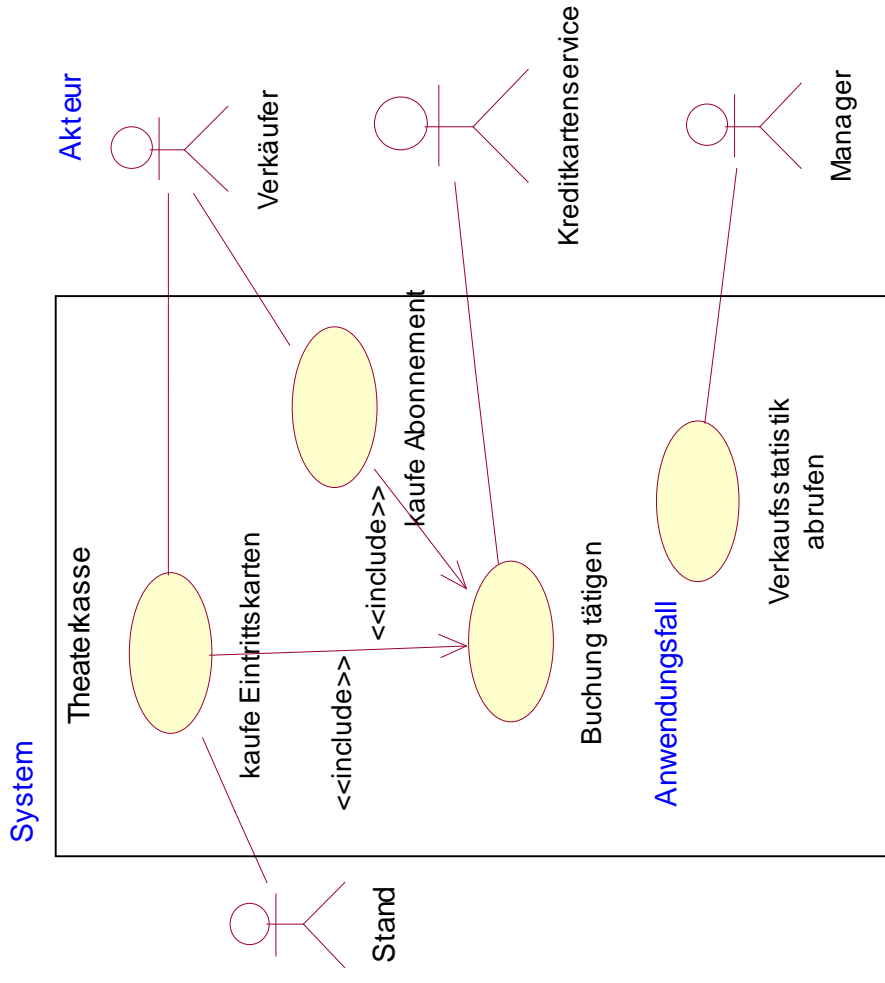 System
Akteur
Theaterkasse
Verkäufer
kaufe Eintrittskarten
<<include>>
<<include>>
Stand
kaufe Abonnement
Kreditkartenservice
Buchung tätigen
Anwendungsfall
Verkaufsstatistik
abrufen
Manager